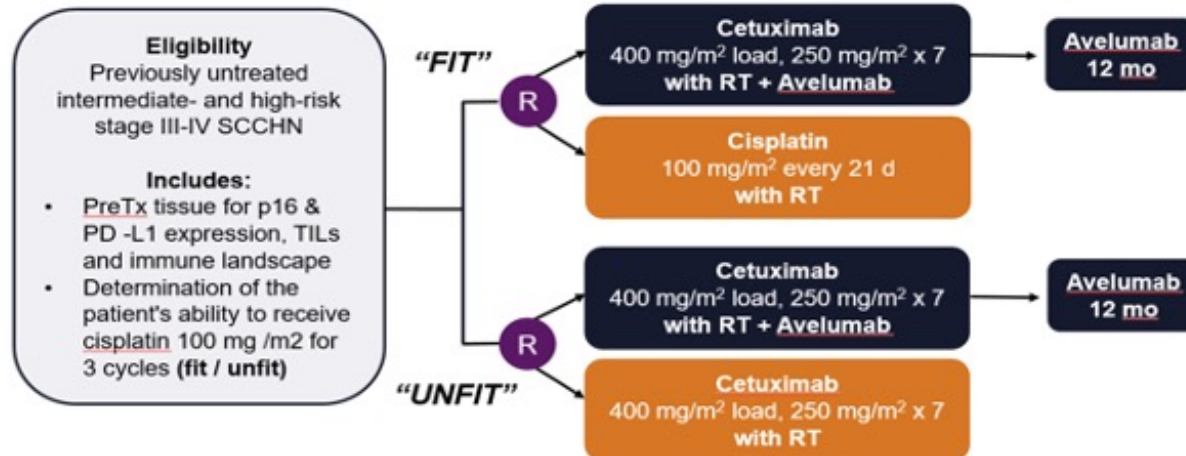 Eligibility
Previously untreated
intermediate- and high-risk
stage III-IV SCCHN
Includes:
• PreTx tissue for p16 &
PD -L1 expression, TILs
and immune landscape
• Determination of the
patient's ability to receive
cisplatin 100 mg /m2 for
3 cycles (fit / unfit)
“FIT”
R
Cetuximab
400 mg/m² load, 250 mg/m² x 7
with RT + Avelumab
Avelumab
12 mo
Cisplatin
100 mg/m² every 21 d
with RT
“UNFIT”
R
Cetuximab
400 mg/m² load, 250 mg/m² x 7
with RT + Avelumab
Avelumab
12 mo
Cetuximab
400 mg/m² load, 250 mg/m² x 7
with RT